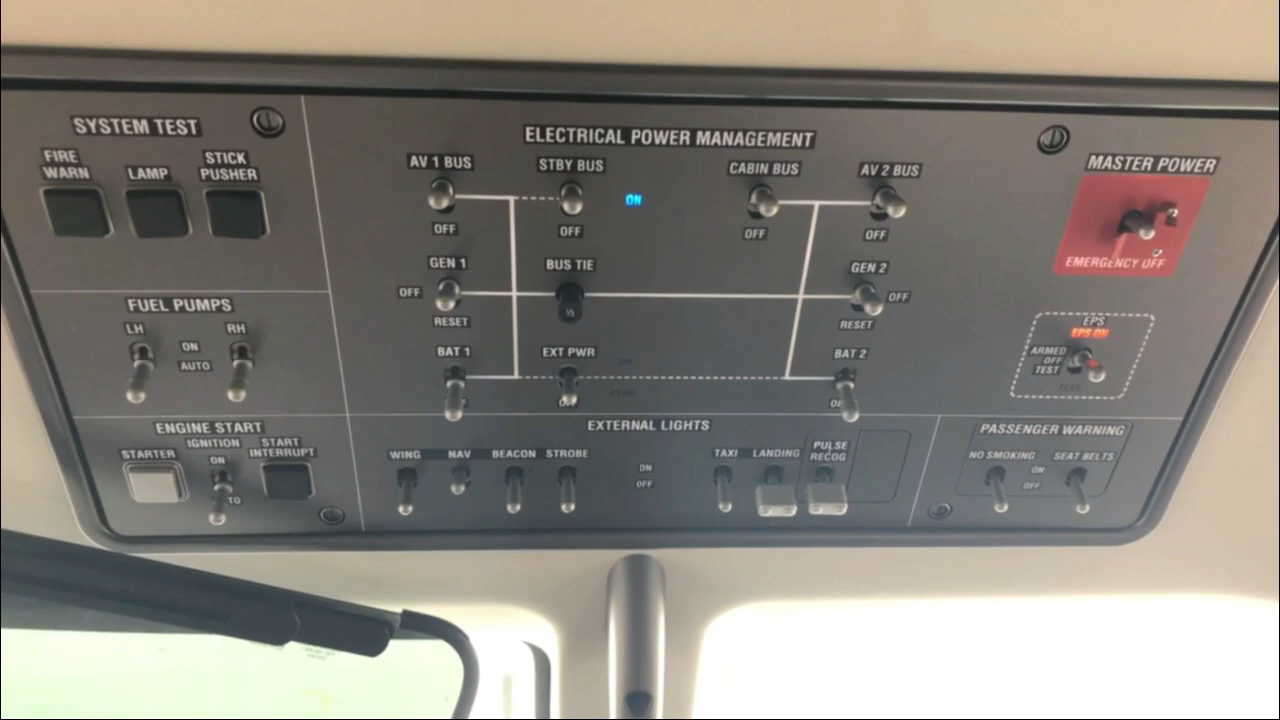 SYSTEM TEST
FIRE
WARN
LAMP
STICK
PUSHER
FUEL PUMPS
LH
RH
ON
AUTO
ENGINE START
STARTER
IGNITION
ON
TO
START
INTERRUPT
ELECTRICAL POWER MANAGEMENT
AV 1 BUS
STBY BUS
ON
CABIN BUS
AV 2 BUS
OFF
OFF
OFF
OFF
GEN 1
BUS TIE
GEN 2
OFF
OFF
RESET
RESET
BAT 1
EXT PWR
BAT 2
ON
OFF
EXTERNAL LIGHTS
WING
NAV
BEACON
STROBE
ON
OFF
TAXI
LANDING
PULSE
RECOG
MASTER POWER
EMERGENCY OFF
EPS
EPS ON
ARMED
OFF
TEST
TEST
PASSENGER WARNING
NO SMOKING
SEAT BELTS
ON
OFF